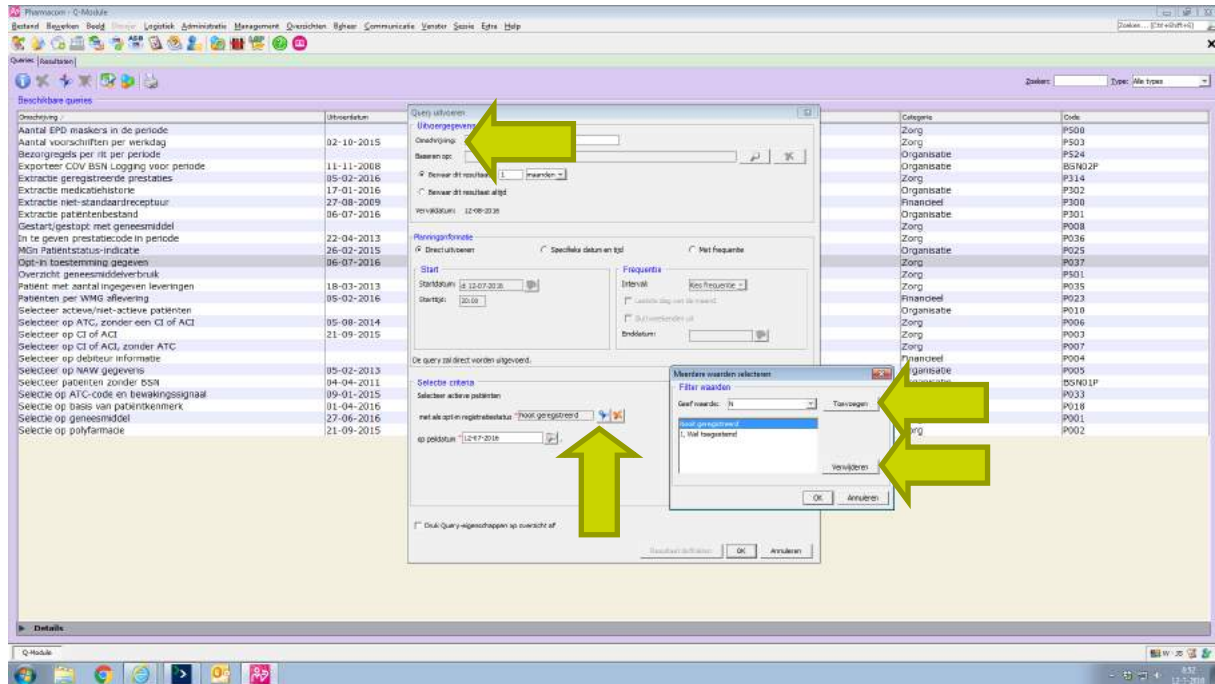 Pharmacom - Q-Module
Bestand Bewerken Beeld Logistiek Administratie Management Overzichten Beheer Communicatie Venster Sessie Extra Help
Zoeken... (Ctrl+Shift+G)
Queries Resultaten
Zoeken: Type: Alle types
Beschikbare queries
Omschrijving Uitvoerdatum Categorie Code
Aantal EPD maskers in de periode Zorg P500
Aantal voorschriften per werkdag 02-10-2015 Zorg P503
Bezorgregels per rit per periode Organisatie P524
Exporteer COV BSN Logging voor periode 11-11-2008 Organisatie BSN02P
Extractie geregistreerde prestaties 05-02-2016 Zorg P314
Extractie medicatiehistorie 17-01-2016 Organisatie P302
Extractie niet-standaardreceptuur 27-08-2009 Financieel P300
Extractie patiëntenbestand 06-07-2016 Organisatie P301
Gestart/gestopt met geneesmiddel Zorg P008
In te geven prestatiecode in periode 22-04-2013 Zorg P036
MGn Patiëntstatus-indicatie 26-02-2015 Organisatie P025
Opt-in toestemming gegeven 06-07-2016 Zorg P037
Overzicht geneesmiddelverbruik Zorg P501
Patiënt met aantal ingegeven leveringen 18-03-2013 Zorg P035
Patiënten per WMG aflevering 05-02-2016 Financieel P023
Selecteer actieve/niet-actieve patiënten Organisatie P010
Selecteer op ATC, zonder een CI of ACI 05-08-2014 Zorg P006
Selecteer op CI of ACI 21-09-2015 Zorg P003
Selecteer op CI of ACI, zonder ATC Zorg P007
Selecteer op debiteur informatie Financieel P004
Selecteer op NAW gegevens 05-02-2013 Organisatie P005
Selecteer patiënten zonder BSN 04-04-2011 Organisatie BSN01P
Selectie op ATC-code en bewakingssignaal 09-01-2015 P033
Selectie op basis van patiëntkenmerk 01-04-2016 P018
Selectie op geneesmiddel 27-06-2016 P001
Selectie op polyfarmacie 21-09-2015 Zorg P002
Query uitvoeren
Uitvoergegevens
Omschrijving:
Baseren op:
Bewaar dit resultaat 1 maanden
Bewaar dit resultaat altijd
Vervaldatum: 12-08-2016
Planningsinformatie
Direct uitvoeren Specifieke datum en tijd Met frequentie
Start Frequentie
Startdatum: di 12-07-2016 Interval: Kies frequentie
Starttijd: Laatste dag van de maand
Sluit weekenden uit
Einddatum:
De query zal direct worden uitgevoerd.
Selectie criteria
Selecteer actieve patiënten
met als opt-in registratiestatus * Nooit geregistreerd
op peildatum * 12-07-2016
Druk Query-eigenschappen op overzicht af
Resultaat definiëren OK Annuleren
Meerdere waarden selecteren
Filter waarden
Geef waarde: N Toevoegen
Nooit geregistreerd
J, Wel toegestemd
Verwijderen
OK Annuleren
Details
Q-Module